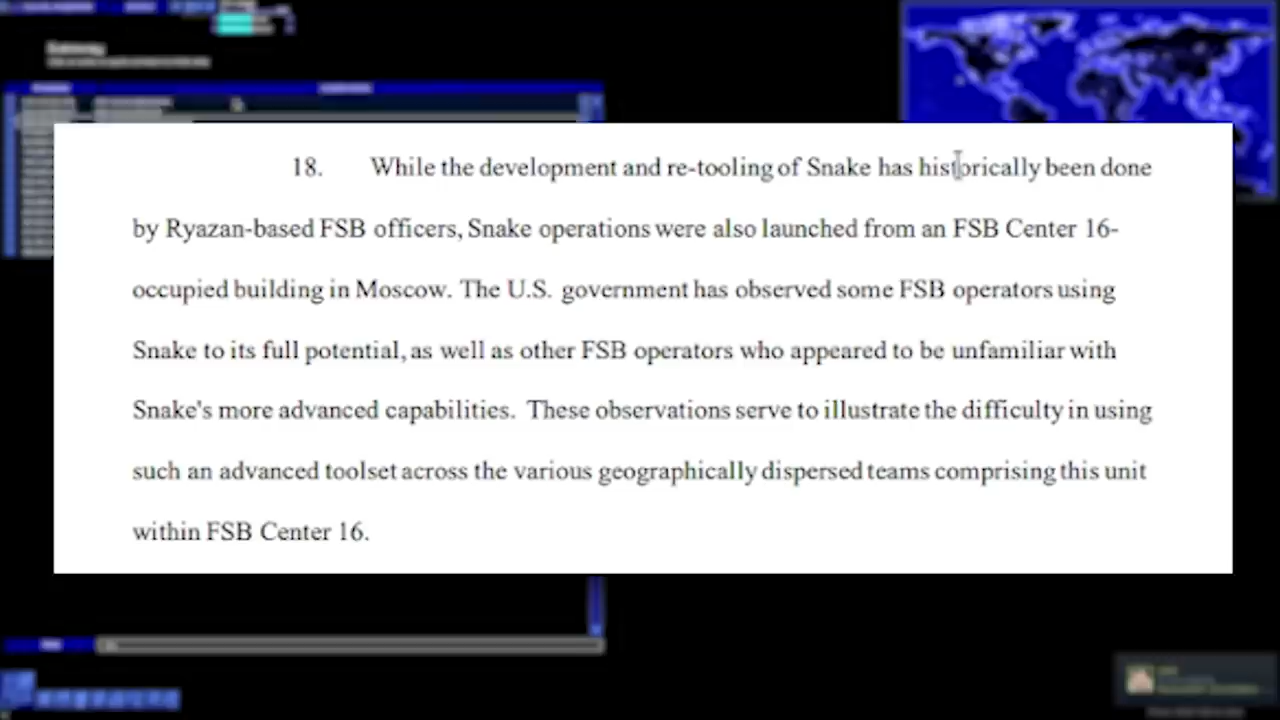 18. While the development and re-tooling of Snake has historically been done
by Ryazan-based FSB officers, Snake operations were also launched from an FSB Center 16-
occupied building in Moscow. The U.S. government has observed some FSB operators using
Snake to its full potential, as well as other FSB operators who appeared to be unfamiliar with
Snake's more advanced capabilities. These observations serve to illustrate the difficulty in using
such an advanced toolset across the various geographically dispersed teams comprising this unit
within FSB Center 16.